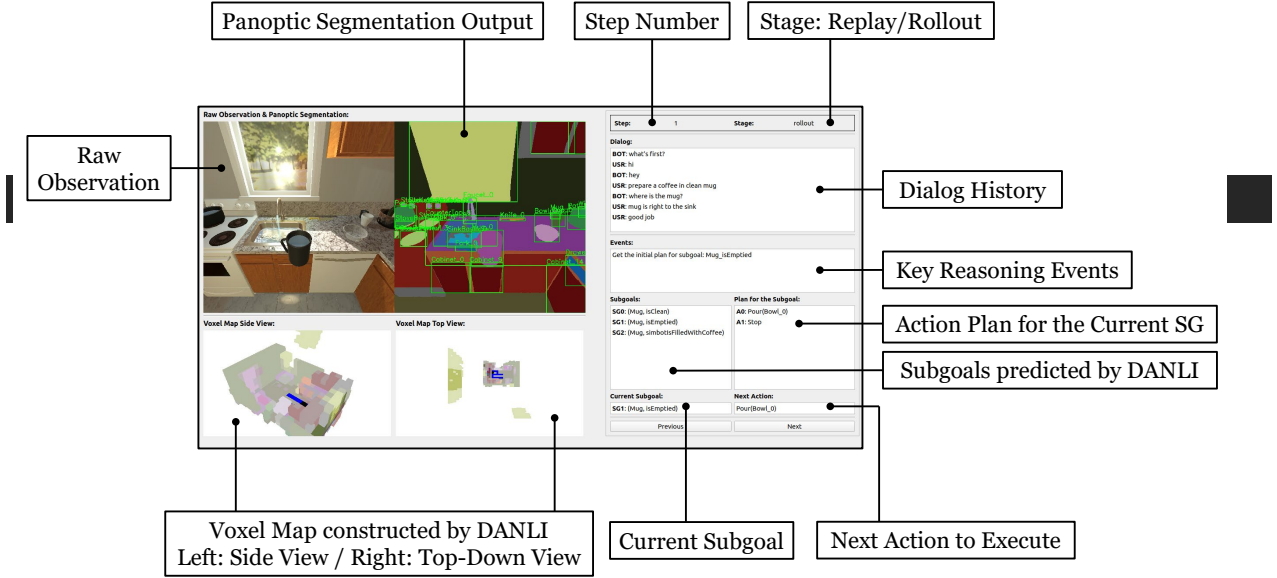 Panoptic Segmentation Output
Step Number
Stage: Replay/Rollout
Raw
Observation
Raw Observation & Panoptic Segmentation:
Faucet_0
Knife_0
Cabinet_0
Voxel Map Side View:
Voxel Map Top View:
Step: 1 Stage: rollout
Dialog:
BOT: what's first?
USR: hi
BOT: hey
USR: prepare a coffee in clean mug
BOT: where is the mug?
USR: mug is right to the sink
USR: good job
Events:
Get the initial plan for subgoal: Mug_isEmptied
Subgoals:
SG0: (Mug, isClean)
SG1: (Mug, isEmptied)
SG2: (Mug, simbotIsFilledWithCoffee)
Plan for the Subgoal:
A0: Pour(Bowl_0)
A1: Stop
Current Subgoal:
SG1: (Mug, isEmptied)
Next Action:
Pour(Bowl_0)
Previous
Next
Dialog History
Key Reasoning Events
Action Plan for the Current SG
Subgoals predicted by DANLI
Voxel Map constructed by DANLI
Left: Side View / Right: Top-Down View
Current Subgoal
Next Action to Execute